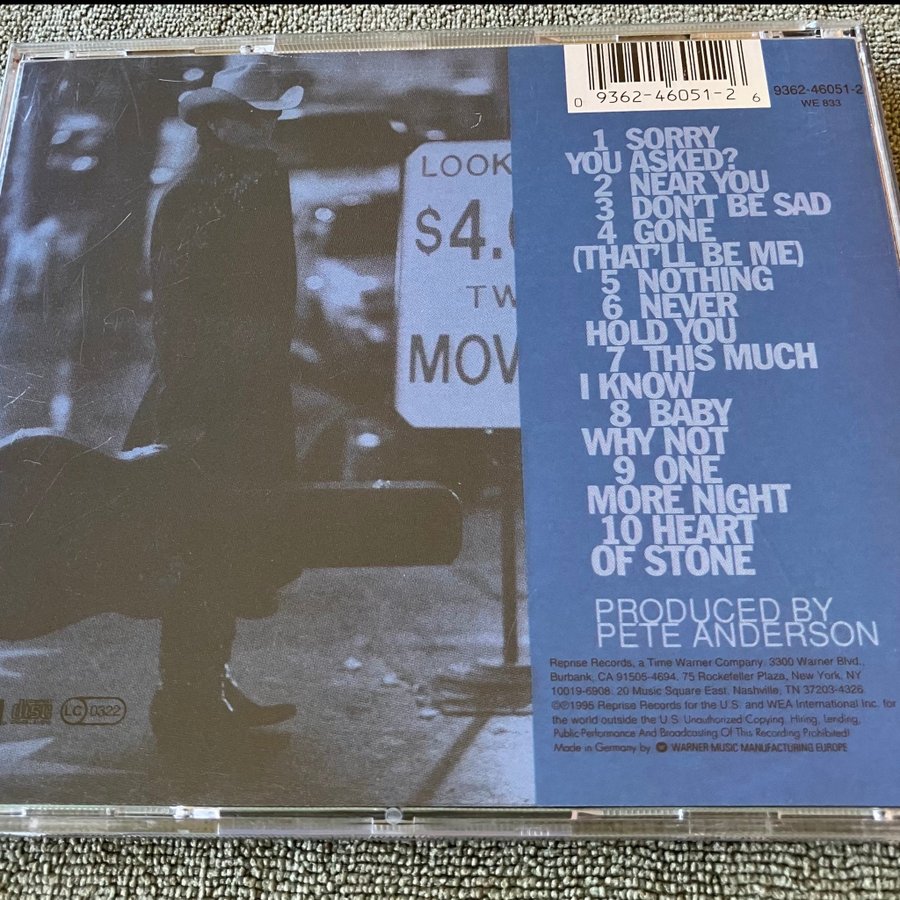 LOOK
$4.
TW
MOV
0 9362-46051-2 6
9362-46051-2
WE 833
1 SORRY
YOU ASKED?
2 NEAR YOU
3 DON'T BE SAD
4 GONE
(THAT'LL BE ME)
5 NOTHING
6 NEVER
HOLD YOU
7 THIS MUCH
I KNOW
8 BABY
WHY NOT
9 ONE
MORE NIGHT
10 HEART
OF STONE
PRODUCED BY
PETE ANDERSON
Reprise Records, a Time Warner Company. 3300 Warner Blvd.,
Burbank, CA 91505-4694. 75 Rockefeller Plaza, New York, NY
10019-6908. 20 Music Square East. Nashville, TN 37203-4326.
©℗1995 Reprise Records for the U.S. and WEA International Inc. for
the world outside the U.S. Unauthorized Copying, Hiring, Lending,
Public Performance And Broadcasting Of This Recording Prohibited!
Made in Germany by WARNER MUSIC MANUFACTURING EUROPE
LC 0322